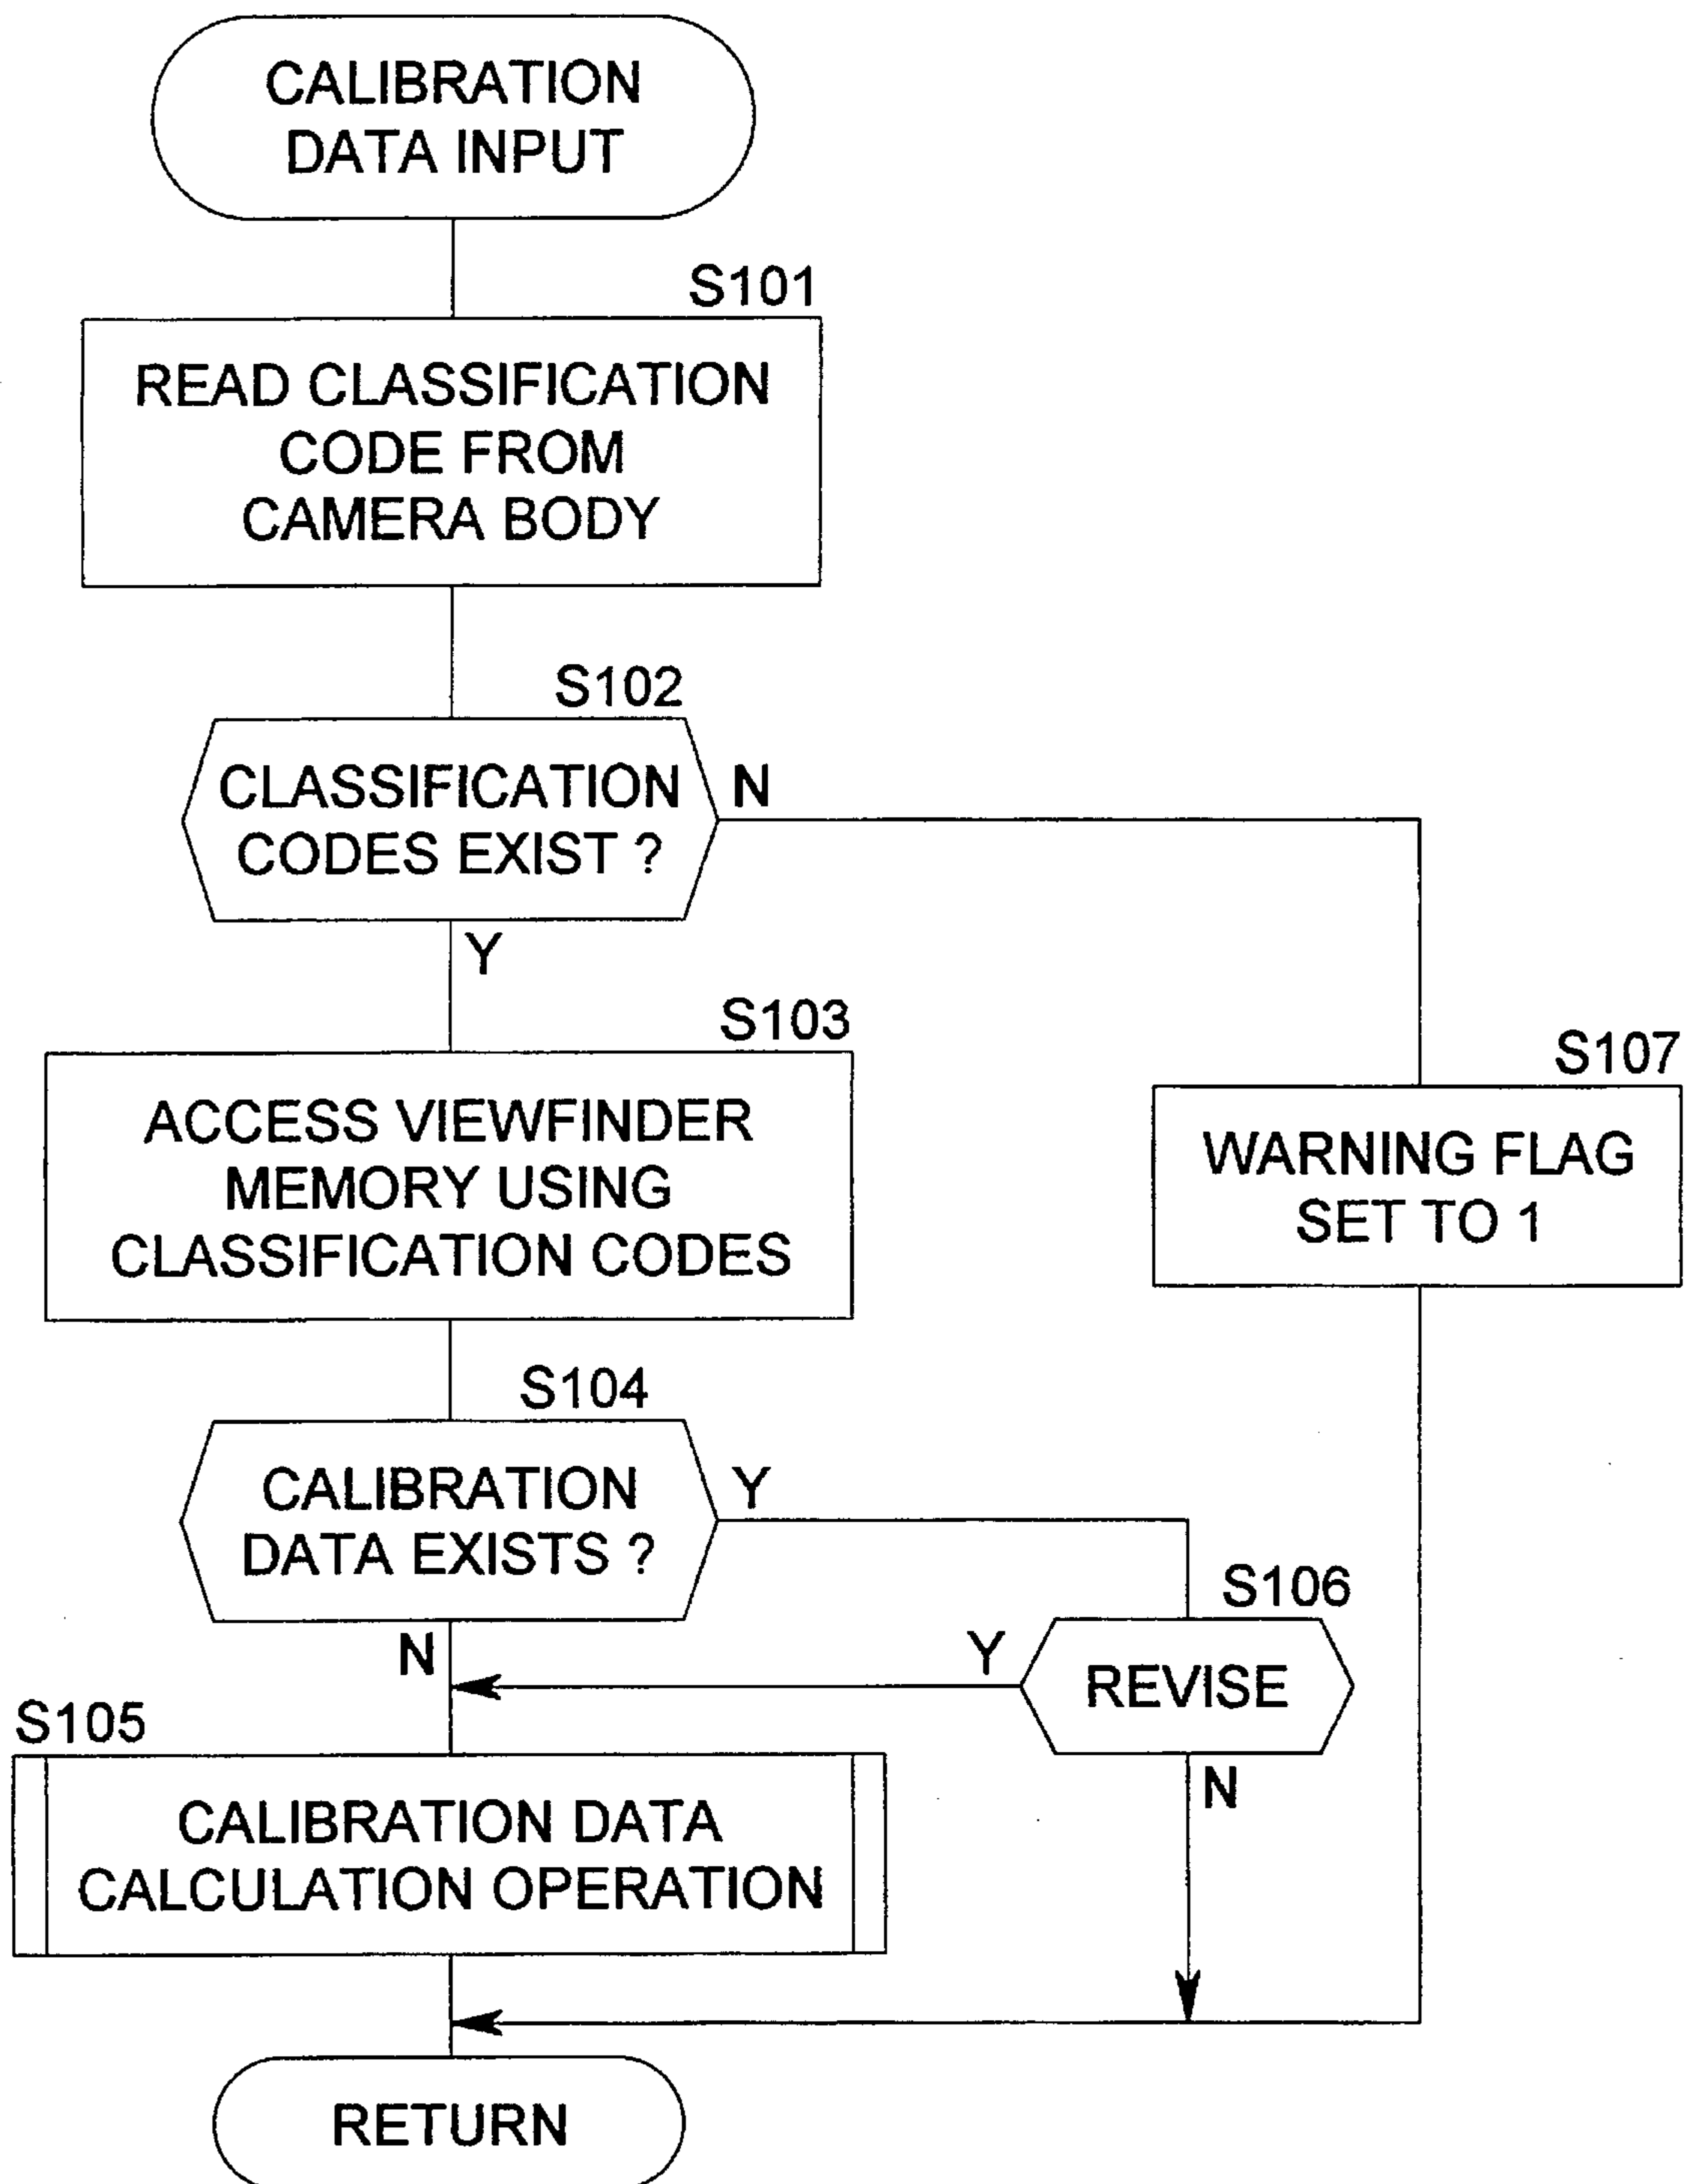 CALIBRATION
DATA INPUT
S101
READ CLASSIFICATION
CODE FROM
CAMERA BODY
S102
CLASSIFICATION
CODES EXIST ?
N
Y
S103
ACCESS VIEWFINDER
MEMORY USING
CLASSIFICATION CODES
S107
WARNING FLAG
SET TO 1
S104
CALIBRATION
DATA EXISTS ?
Y
N
S106
REVISE
Y
N
S105
CALIBRATION DATA
CALCULATION OPERATION
RETURN